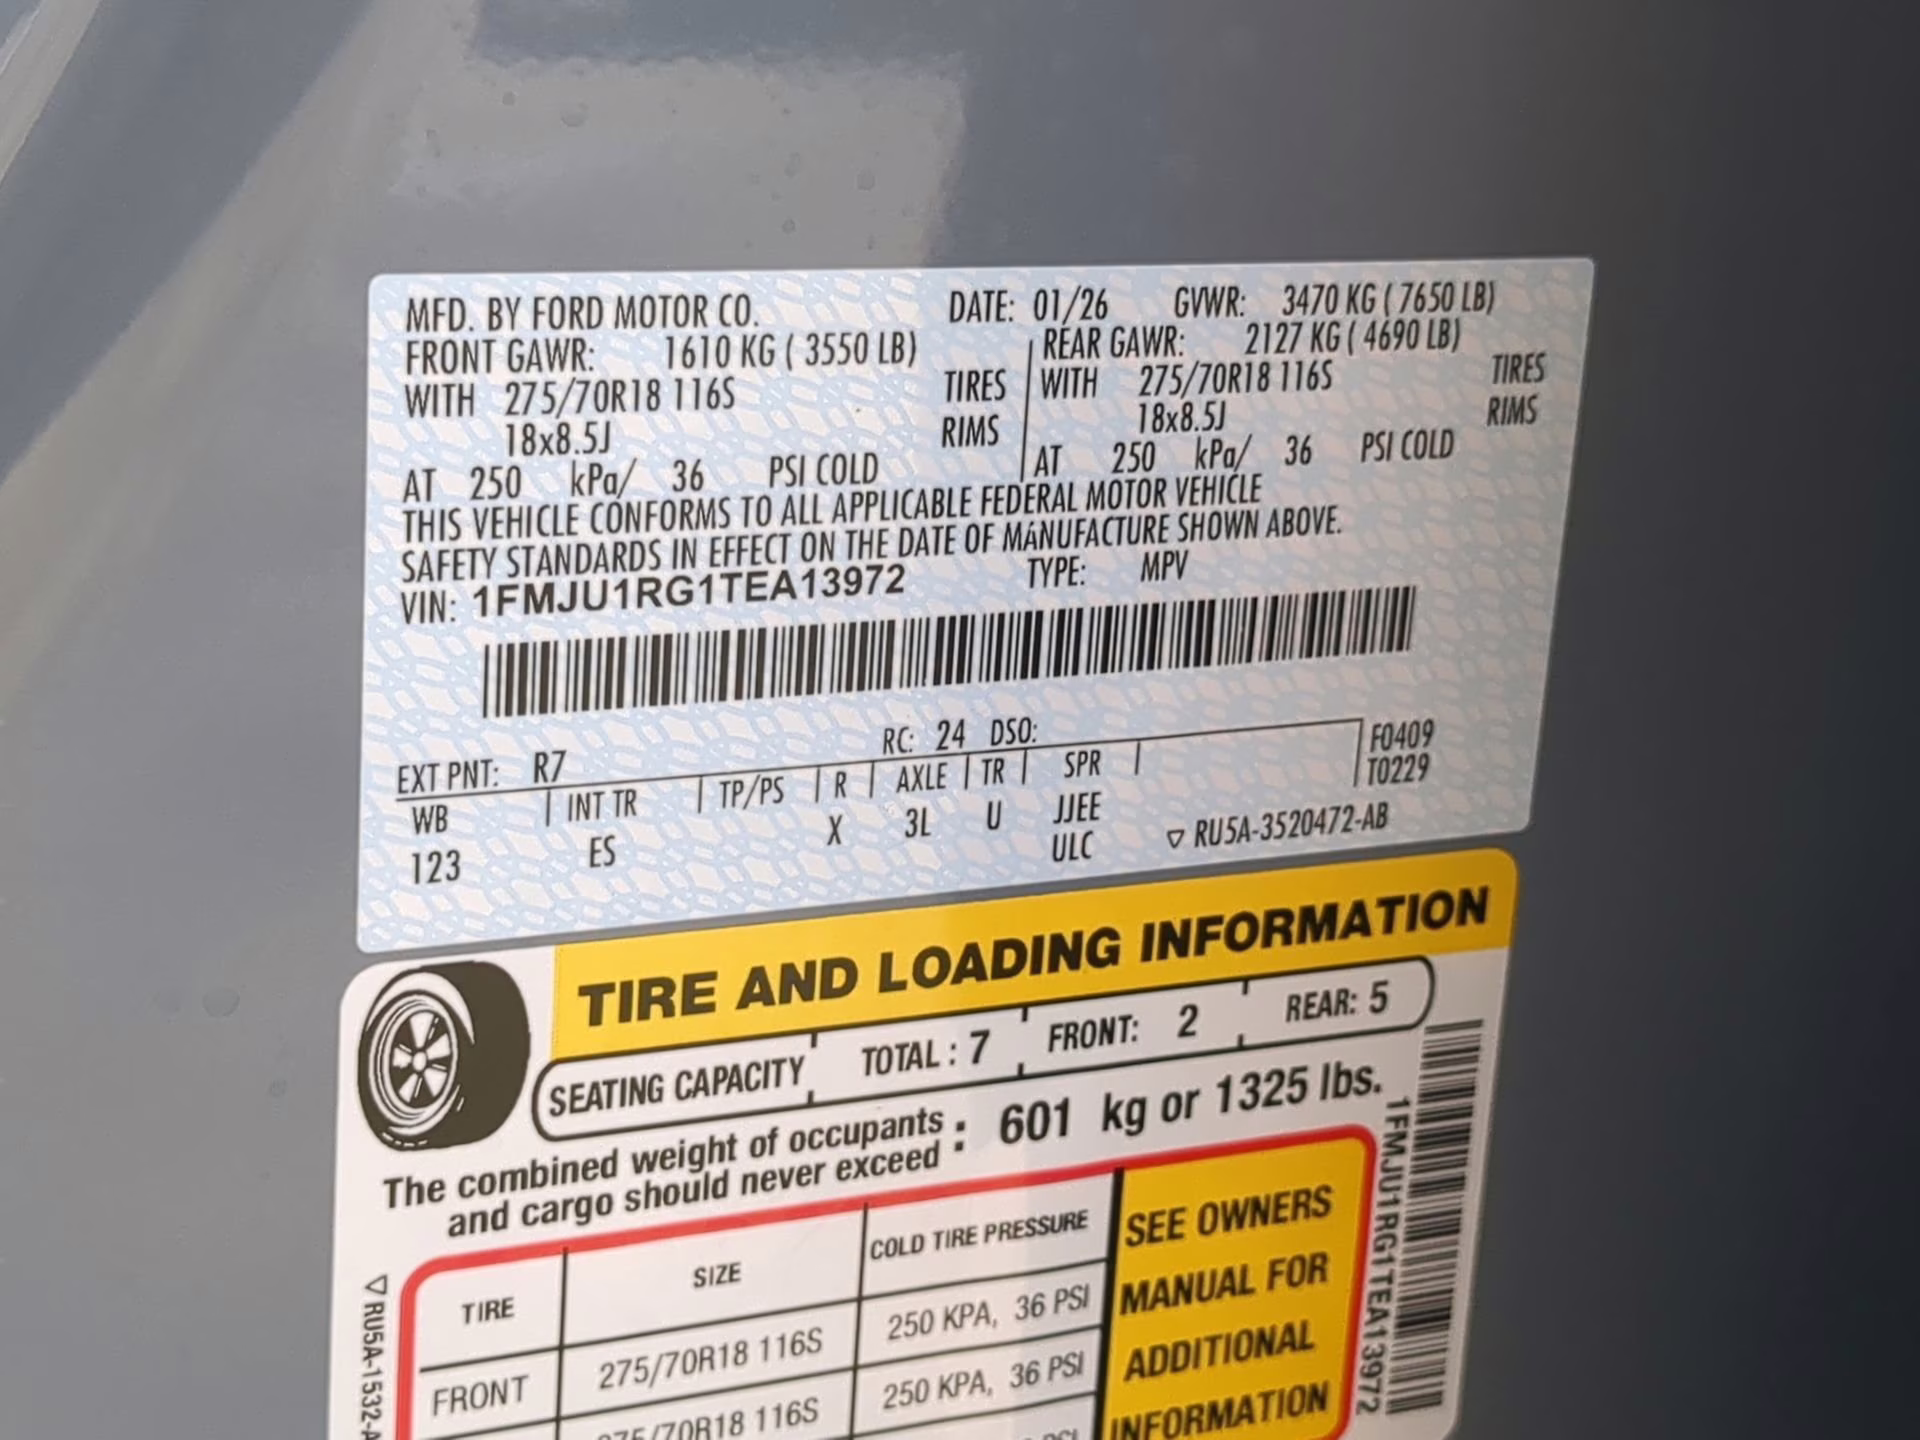 MFD. BY FORD MOTOR CO. DATE: 01/26 GVWR: 3470 KG ( 7650 LB)
FRONT GAWR: 1610 KG ( 3550 LB) REAR GAWR: 2127 KG ( 4690 LB)
WITH 275/70R18 116S TIRES WITH 275/70R18 116S TIRES
18x8.5J RIMS 18x8.5J RIMS
AT 250 kPa/ 36 PSI COLD AT 250 kPa/ 36 PSI COLD
THIS VEHICLE CONFORMS TO ALL APPLICABLE FEDERAL MOTOR VEHICLE
SAFETY STANDARDS IN EFFECT ON THE DATE OF MANUFACTURE SHOWN ABOVE.
VIN: 1FMJU1RG1TEA13972 TYPE: MPV
EXT PNT: R7 RC: 24 DSO: F0409
WB INT TR TP/PS R AXLE TR SPR T0229
123 ES X 3L U JJEE
ULC ▽ RU5A-3520472-AB
TIRE AND LOADING INFORMATION
SEATING CAPACITY TOTAL : 7 FRONT: 2 REAR: 5
The combined weight of occupants
and cargo should never exceed : 601 kg or 1325 lbs.
TIRE SIZE COLD TIRE PRESSURE
FRONT 275/70R18 116S 250 KPA, 36 PSI
275/70R18 116S 250 KPA, 36 PSI
PSI
SEE OWNERS
MANUAL FOR
ADDITIONAL
INFORMATION
1FMJU1RG1TEA13972
▽ RU5A-1532-A